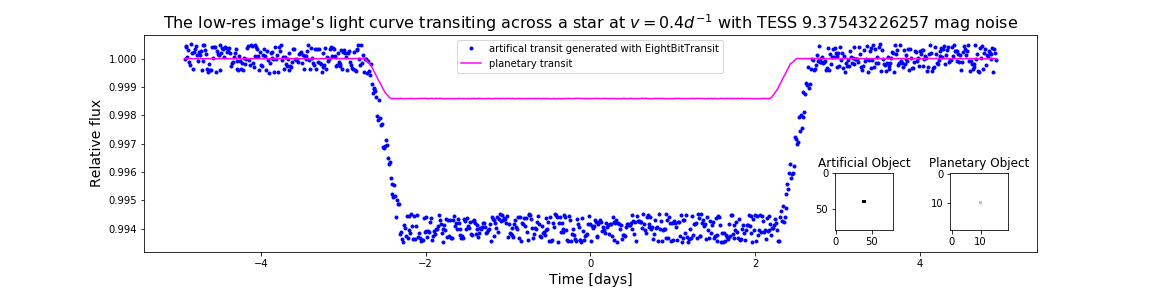 The low-res image's light curve transiting across a star at v = 0.4d⁻¹ with TESS 9.37543226257 mag noise
artifical transit generated with EightBitTransit
planetary transit
Relative flux
1.000
0.999
0.998
0.997
0.996
0.995
0.994
Artificial Object
0
50
0 50
Planetary Object
0
10
0 10
−4 −2 0 2 4
Time [days]